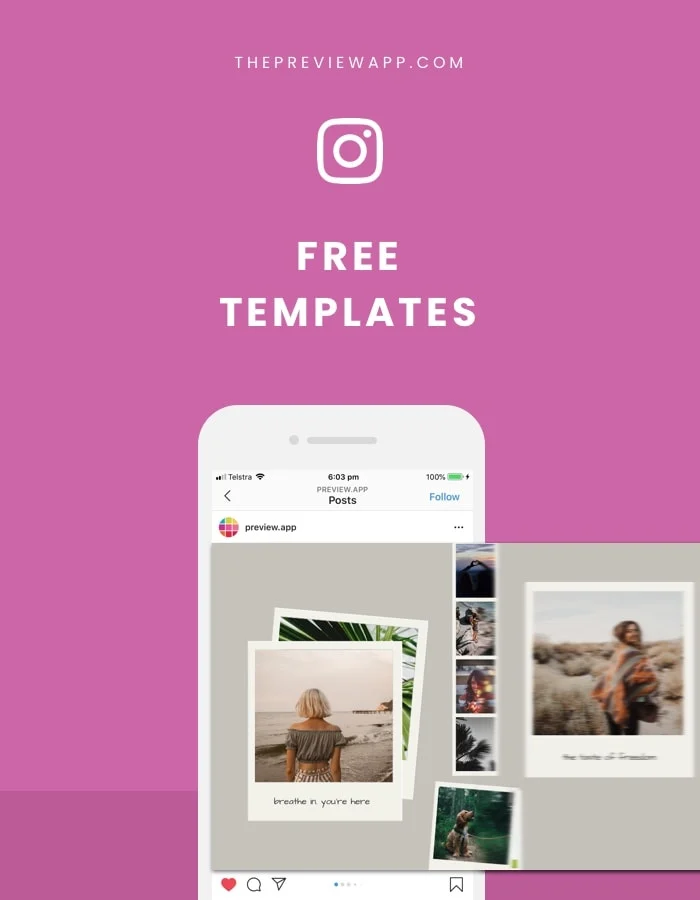 THEPREVIEWAPP.COM
FREE
TEMPLATES
Telstra 6:03 pm 100%
PREVIEW.APP
Posts
Follow
preview.app
breathe in. you're here
the taste of freedom